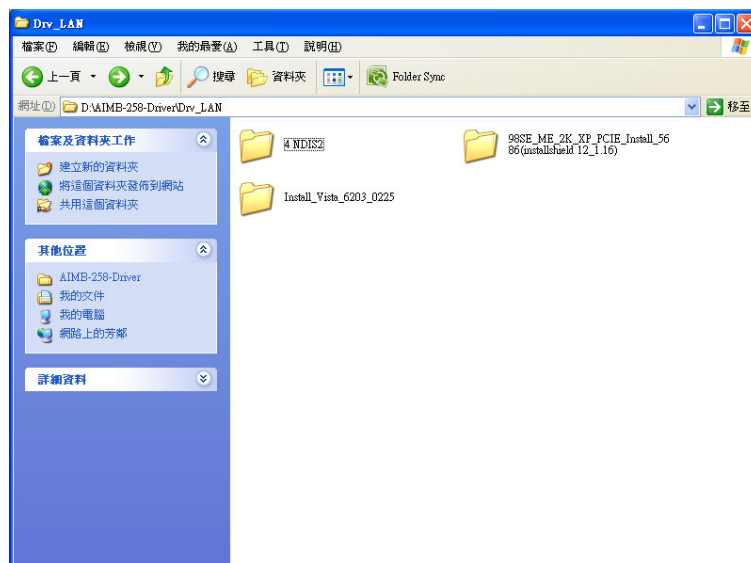 Drv_LAN
檔案(F) 編輯(E) 檢視(V) 我的最愛(A) 工具(T) 說明(H)
上一頁 搜尋 資料夾 Folder Sync
網址(D) D:\AIMB-258-Driver\Drv_LAN 移至
檔案及資料夾工作
建立新的資料夾
將這個資料夾發佈到網站
共用這個資料夾
其他位置
AIMB-258-Driver
我的文件
我的電腦
網路上的芳鄰
詳細資料
4 NDIS2
98SE_ME_2K_XP_PCIE_Install_56
86(installshield 12_1.16)
Install_Vista_6203_0225